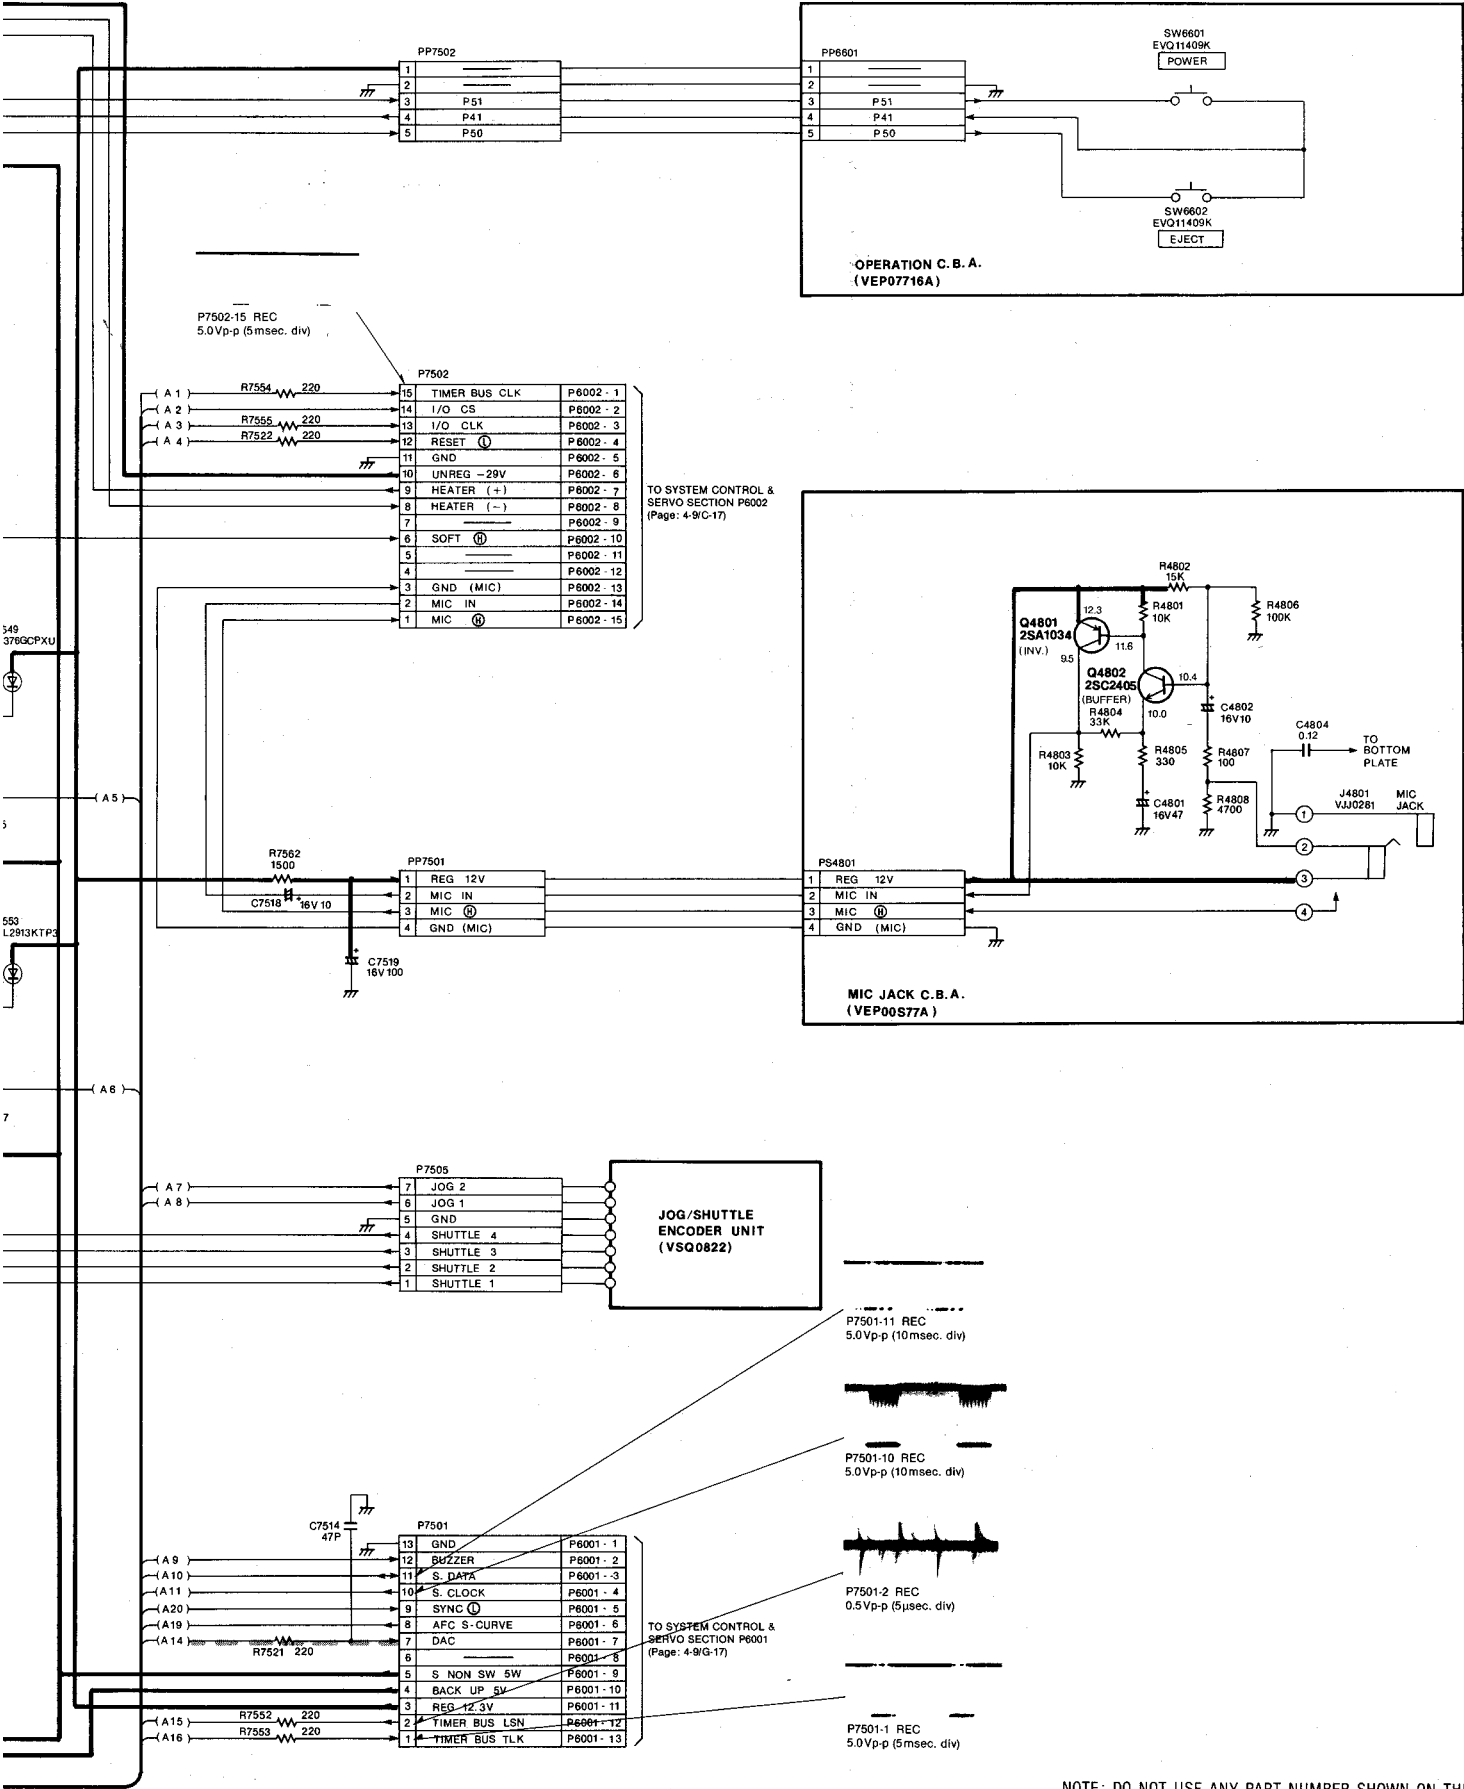 PP7502
1
2
3 P51
4 P41
5 P50
PP6601
1
2
3 P51
4 P41
5 P50
SW6601
EVQ11409K
POWER
SW6602
EVQ11409K
EJECT
OPERATION C.B.A.
(VEP07716A)
P7502-15 REC
5.0Vp-p (5msec. div)
P7502
(A1) R7554 220 15 TIMER BUS CLK P6002 - 1
(A2) 14 I/O CS P6002 - 2
(A3) R7555 220 13 I/O CLK P6002 - 3
(A4) R7522 220 12 RESET Ⓛ P6002 - 4
11 GND P6002 - 5
10 UNREG -29V P6002 - 6
9 HEATER (+) P6002 - 7
8 HEATER (-) P6002 - 8
7 P6002 - 9
6 SOFT Ⓗ P6002 - 10
5 P6002 - 11
4 P6002 - 12
3 GND (MIC) P6002 - 13
2 MIC IN P6002 - 14
1 MIC Ⓗ P6002 - 15
TO SYSTEM CONTROL &
SERVO SECTION P6002
(Page: 4-9/C-17)
549
376GCPXU
(A5)
5
R4802
15K
12.3
R4801
10K
R4806
100K
Q4801
2SA1034
(INV.)
11.6
9.5
Q4802
2SC2405
(BUFFER)
10.4
10.0
R4804
33K
C4802
16V10
R4803
10K
R4805
330
R4807
100
C4801
16V47
R4808
4700
C4804
0.12
TO
BOTTOM
PLATE
J4801
VJJ0281
MIC
JACK
1
2
3
4
R7562
1500
C7518 + 16V10
C7519
16V100
PP7501
1 REG 12V
2 MIC IN
3 MIC Ⓗ
4 GND (MIC)
PS4801
1 REG 12V
2 MIC IN
3 MIC Ⓗ
4 GND (MIC)
MIC JACK C.B.A.
(VEP00S77A)
553
L2913KTP3
(A6)
7
P7505
(A7) 7 JOG 2
(A8) 6 JOG 1
5 GND
4 SHUTTLE 4
3 SHUTTLE 3
2 SHUTTLE 2
1 SHUTTLE 1
JOG/SHUTTLE
ENCODER UNIT
(VSQ0822)
P7501-11 REC
5.0Vp-p (10msec. div)
P7501-10 REC
5.0Vp-p (10msec. div)
P7501-2 REC
0.5Vp-p (5μsec. div)
P7501-1 REC
5.0Vp-p (5msec. div)
C7514
47P
P7501
13 GND P6001 - 1
(A9) 12 BUZZER P6001 - 2
(A10) 11 S. DATA P6001 - 3
(A11) 10 S. CLOCK P6001 - 4
(A20) 9 SYNC Ⓛ P6001 - 5
(A19) 8 AFC S-CURVE P6001 - 6
(A14) R7521 220 7 DAC P6001 - 7
6 P6001 - 8
5 S NON SW 5W P6001 - 9
4 BACK UP 5V P6001 - 10
3 REG 12.3V P6001 - 11
(A15) R7552 220 2 TIMER BUS LSN P6001 - 12
(A16) R7553 220 1 TIMER BUS TLK P6001 - 13
TO SYSTEM CONTROL &
SERVO SECTION P6001
(Page: 4-9/G-17)
NOTE: DO NOT USE ANY PART NUMBER SHOWN ON TH